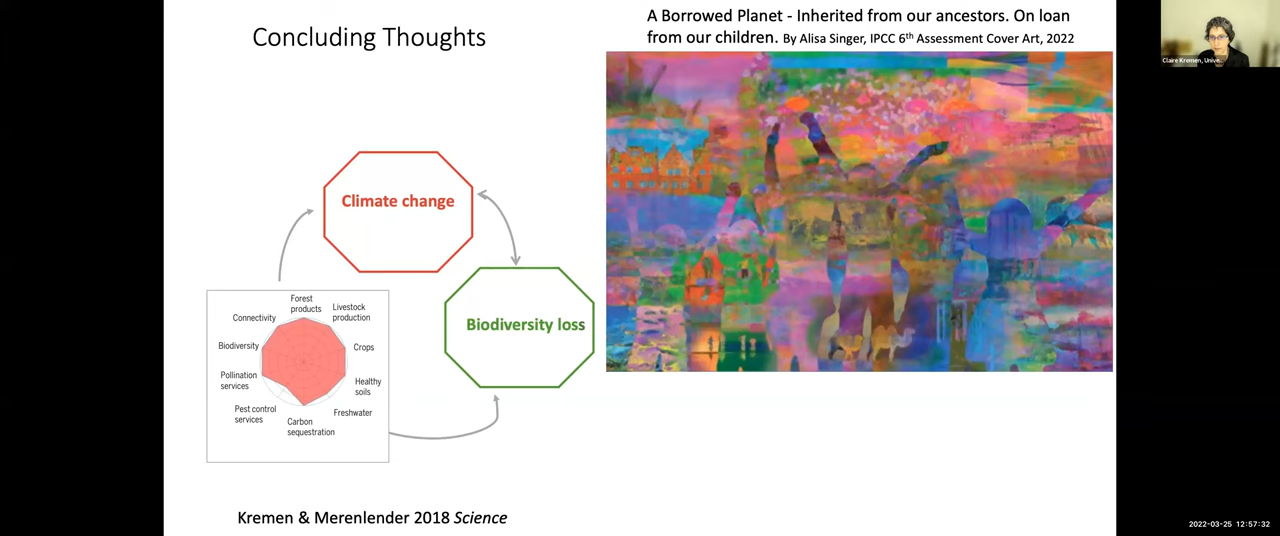 Concluding Thoughts
A Borrowed Planet - Inherited from our ancestors. On loan
from our children. By Alisa Singer, IPCC 6th Assessment Cover Art, 2022
Claire Kremen, Unive...
Climate change
Biodiversity loss
Forest
products
Livestock
production
Connectivity
Crops
Biodiversity
Healthy
soils
Pollination
services
Freshwater
Pest control
services
Carbon
sequestration
Kremen & Merenlender 2018 Science
2022-03-25 12:57:32